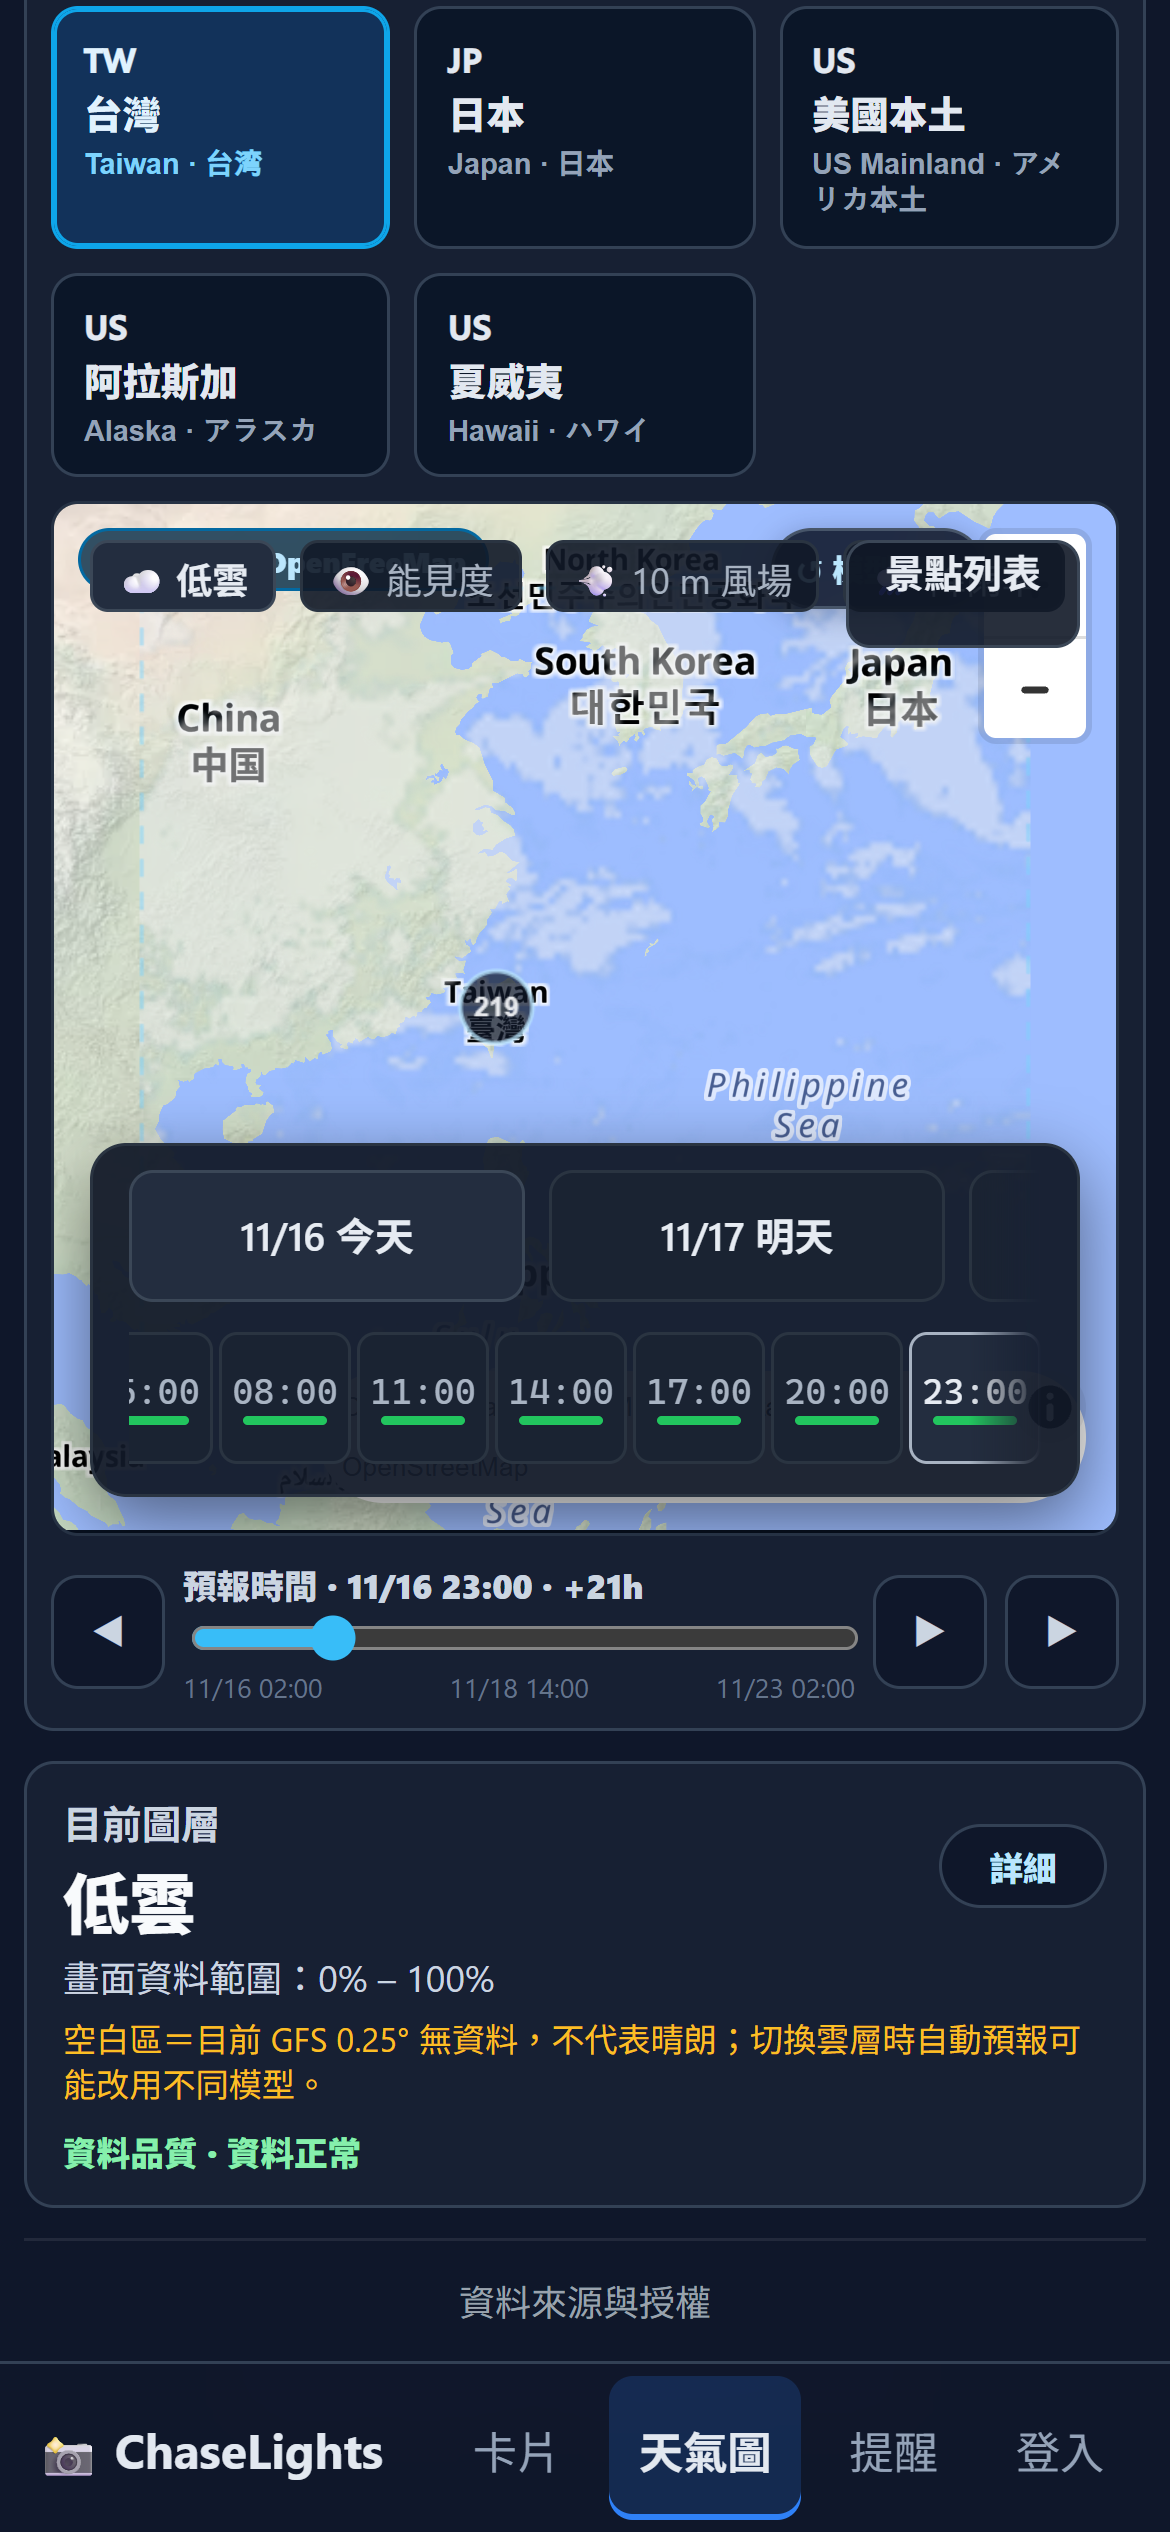 TW
台灣
Taiwan · 台湾
JP
日本
Japan · 日本
US
美國本土
US Mainland · アメ
リカ本土
US
阿拉斯加
Alaska · アラスカ
US
夏威夷
Hawaii · ハワイ
低雲
能見度
10 m 風場
景點列表
North Korea
South Korea
대한민국
Japan
日本
China
中国
Taiwan
臺灣
219
Philippine
Sea
11/16 今天
11/17 明天
5:00
08:00
11:00
14:00
17:00
20:00
23:00
OpenStreetMap
Sea
預報時間 · 11/16 23:00 · +21h
11/16 02:00
11/18 14:00
11/23 02:00
目前圖層
低雲
詳細
畫面資料範圍：0% – 100%
空白區＝目前 GFS 0.25° 無資料，不代表晴朗；切換雲層時自動預報可
能改用不同模型。
資料品質 · 資料正常
資料來源與授權
ChaseLights
卡片
天氣圖
提醒
登入